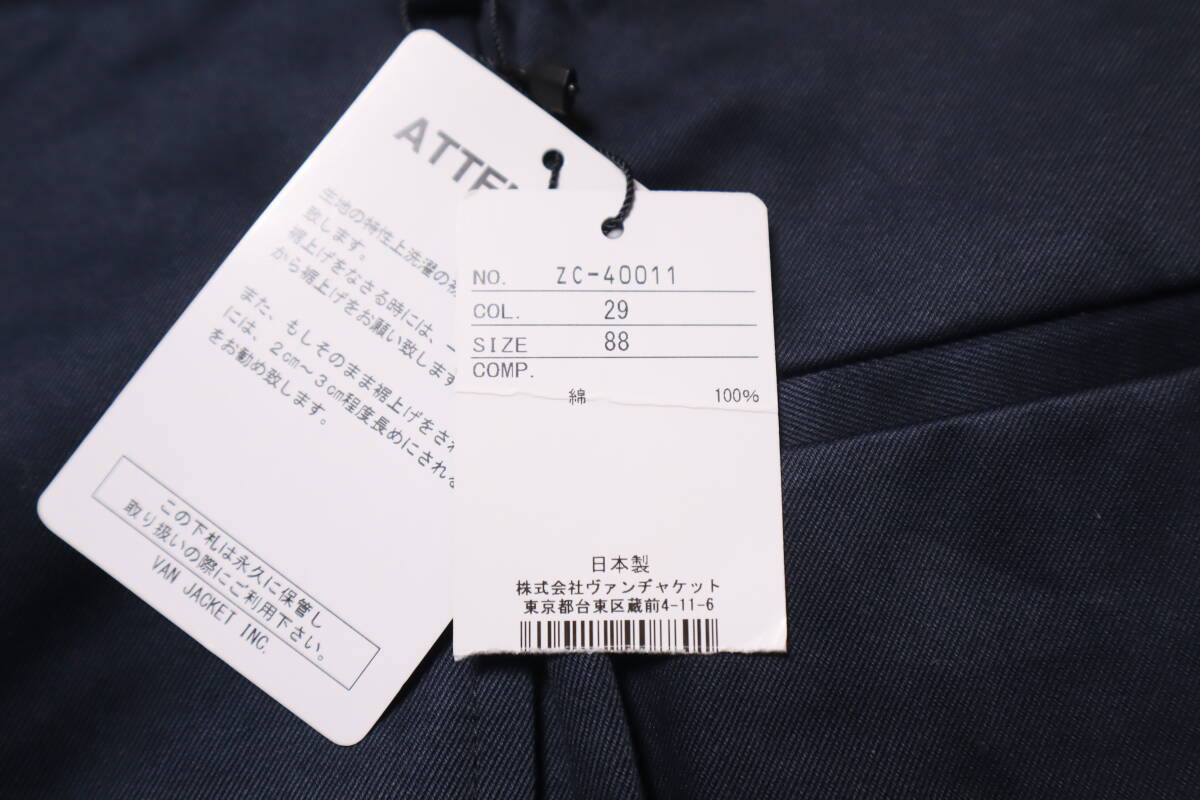 生地の特性上洗濯の
致します。
裾上げをなさる時には、一
から裾上げをお願い致します
また、もしそのまま裾上げをされ
には、2cm～3cm程度長めにされる
をお勧め致します。
この下札は永久に保管し
取り扱いの際にご利用下さい。
VAN JACKET INC.
NO. ZC-40011
COL. 29
SIZE 88
COMP.
綿 100%
日本製
株式会社ヴァンヂャケット
東京都台東区蔵前4-11-6